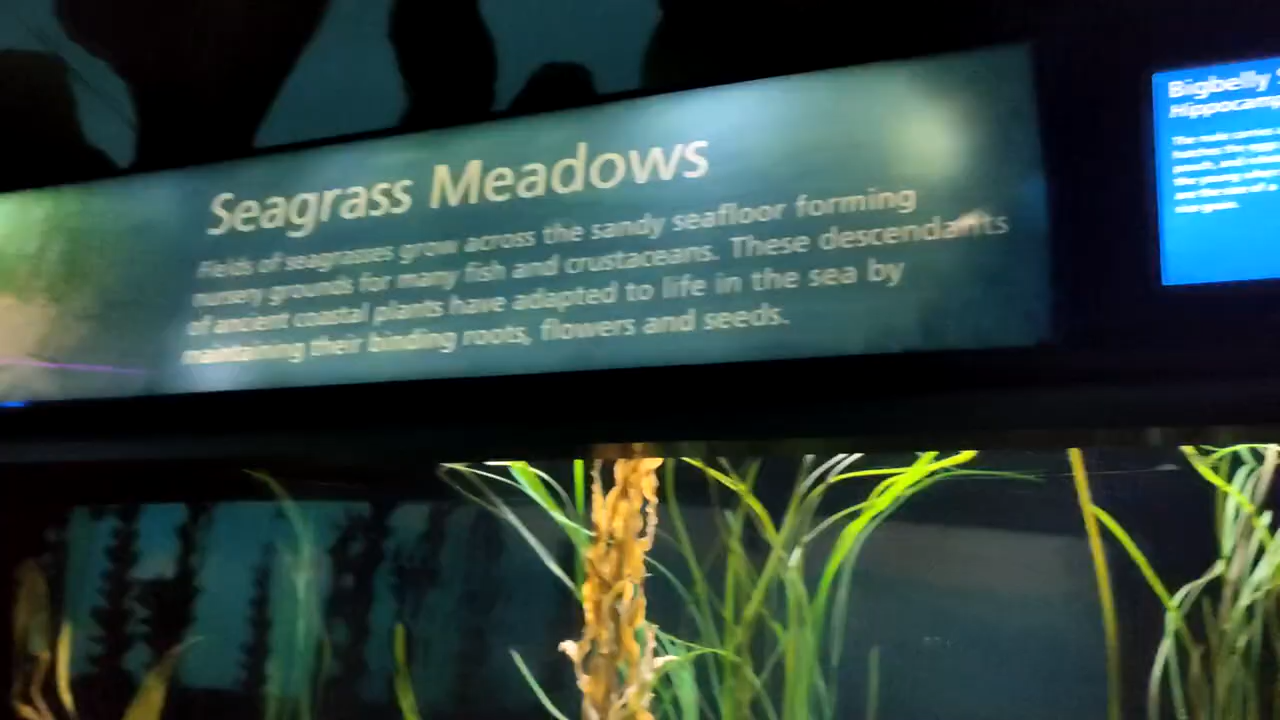 Seagrass Meadows
Fields of seagrasses grow across the sandy seafloor forming
nursery grounds for many fish and crustaceans. These descendants
of ancient coastal plants have adapted to life in the sea by
maintaining their binding roots, flowers and seeds.
Bigbelly